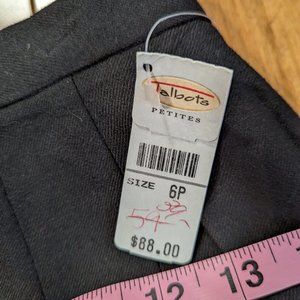 Talbots
PETITES
SIZE 6P
$88.00
12 13